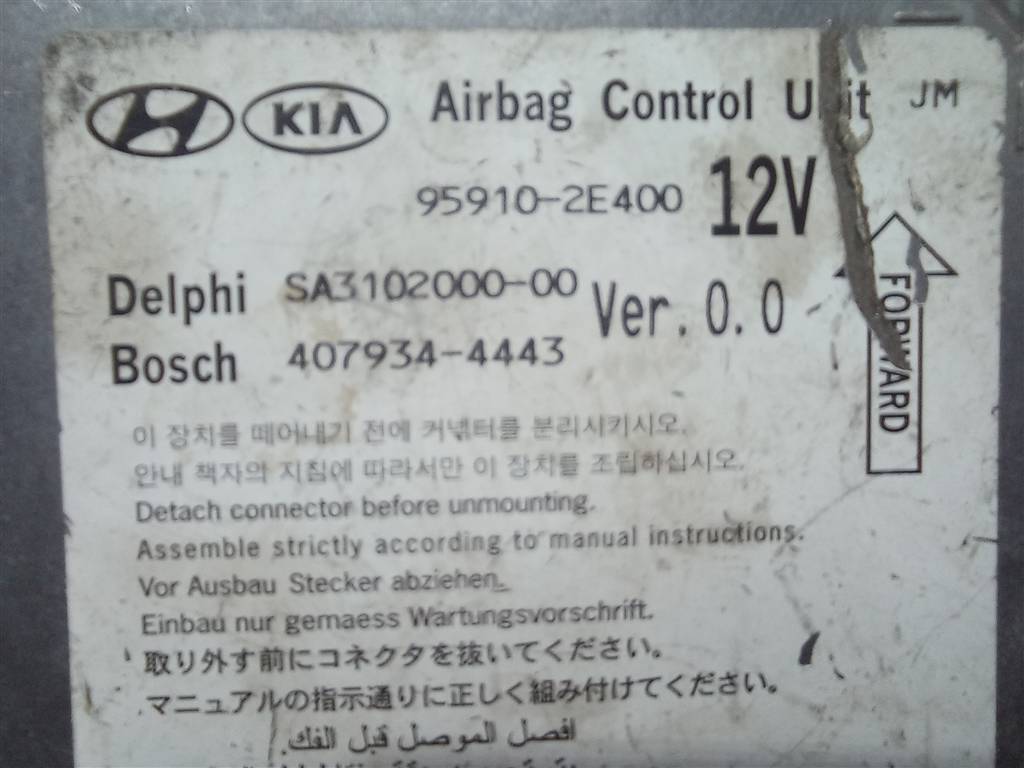 KIA Airbag Control Unit JM
95910-2E400 12V
Delphi SA3102000-00 Ver. 0.0
Bosch 407934-4443
FORWARD
이 장치를 떼어내기 전에 커넥터를 분리시키시오.
안내 책자의 지침에 따라서만 이 장치를 조립하십시오.
Detach connector before unmounting.
Assemble strictly according to manual instructions.
Vor Ausbau Stecker abziehen.
Einbau nur gemaess Wartungsvorschrift.
取り外す前にコネクタを抜いてください。
マニュアルの指示通りに正しく組み付けてください。
افصل الموصل قبل الفك.